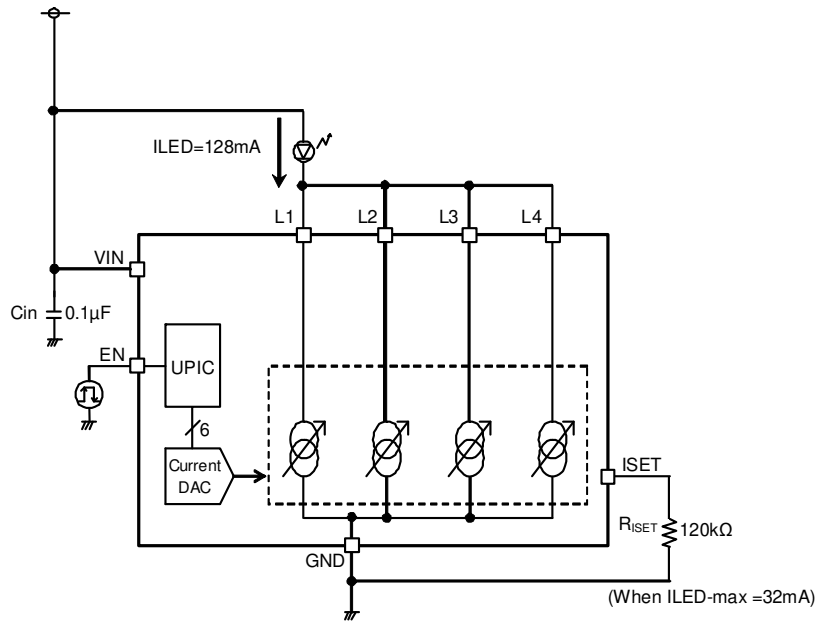 ILED=128mA
L1
L2
L3
L4
VIN
Cin
0.1µF
EN
UPIC
6
Current
DAC
ISET
RISET
120kΩ
GND
(When ILED-max =32mA)